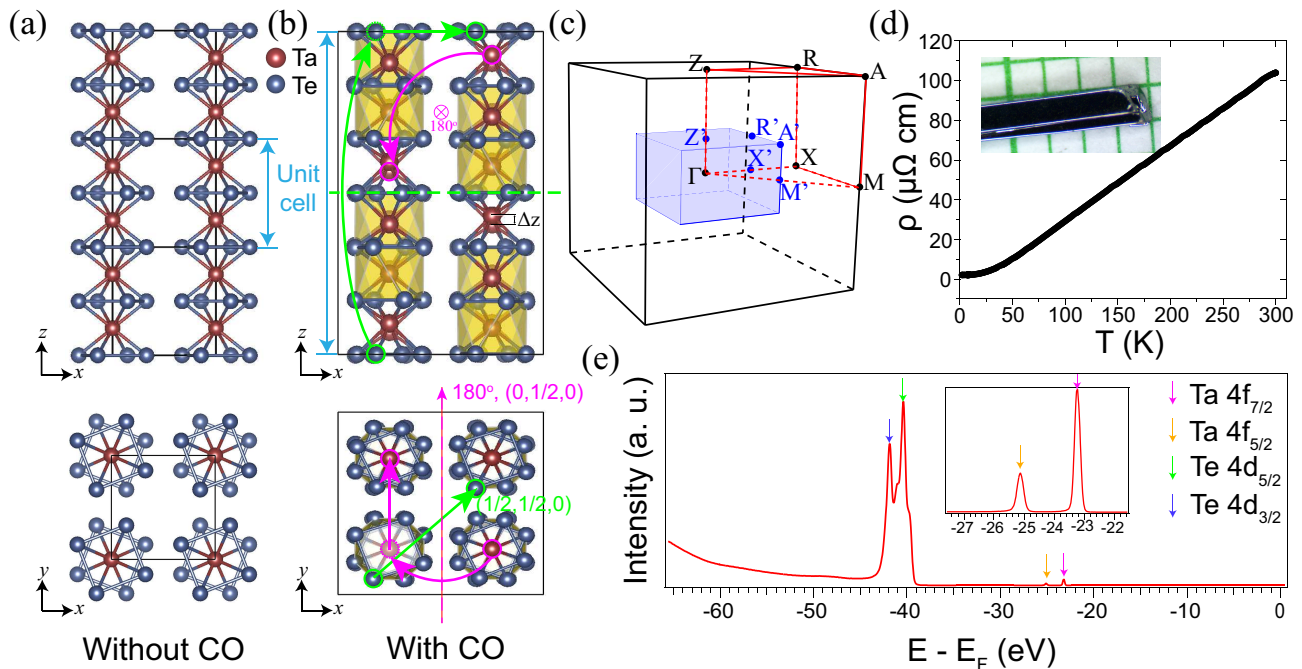 (a)
Ta
Te
Unit
cell
z
x
y
x
Without CO
(b)
⊗
180°
Δz
z
x
180°, (0,1/2,0)
(1/2,1/2,0)
y
x
With CO
(c)
Z
R
A
Z'
R'
A'
X'
X
Γ
M'
M
(d)
120
100
80
60
40
20
0
ρ (μΩ cm)
0
50
100
150
200
250
300
T (K)
(e)
Intensity (a. u.)
-27
-26
-25
-24
-23
-22
Ta 4f7/2
Ta 4f5/2
Te 4d5/2
Te 4d3/2
-60
-50
-40
-30
-20
-10
0
E - EF (eV)